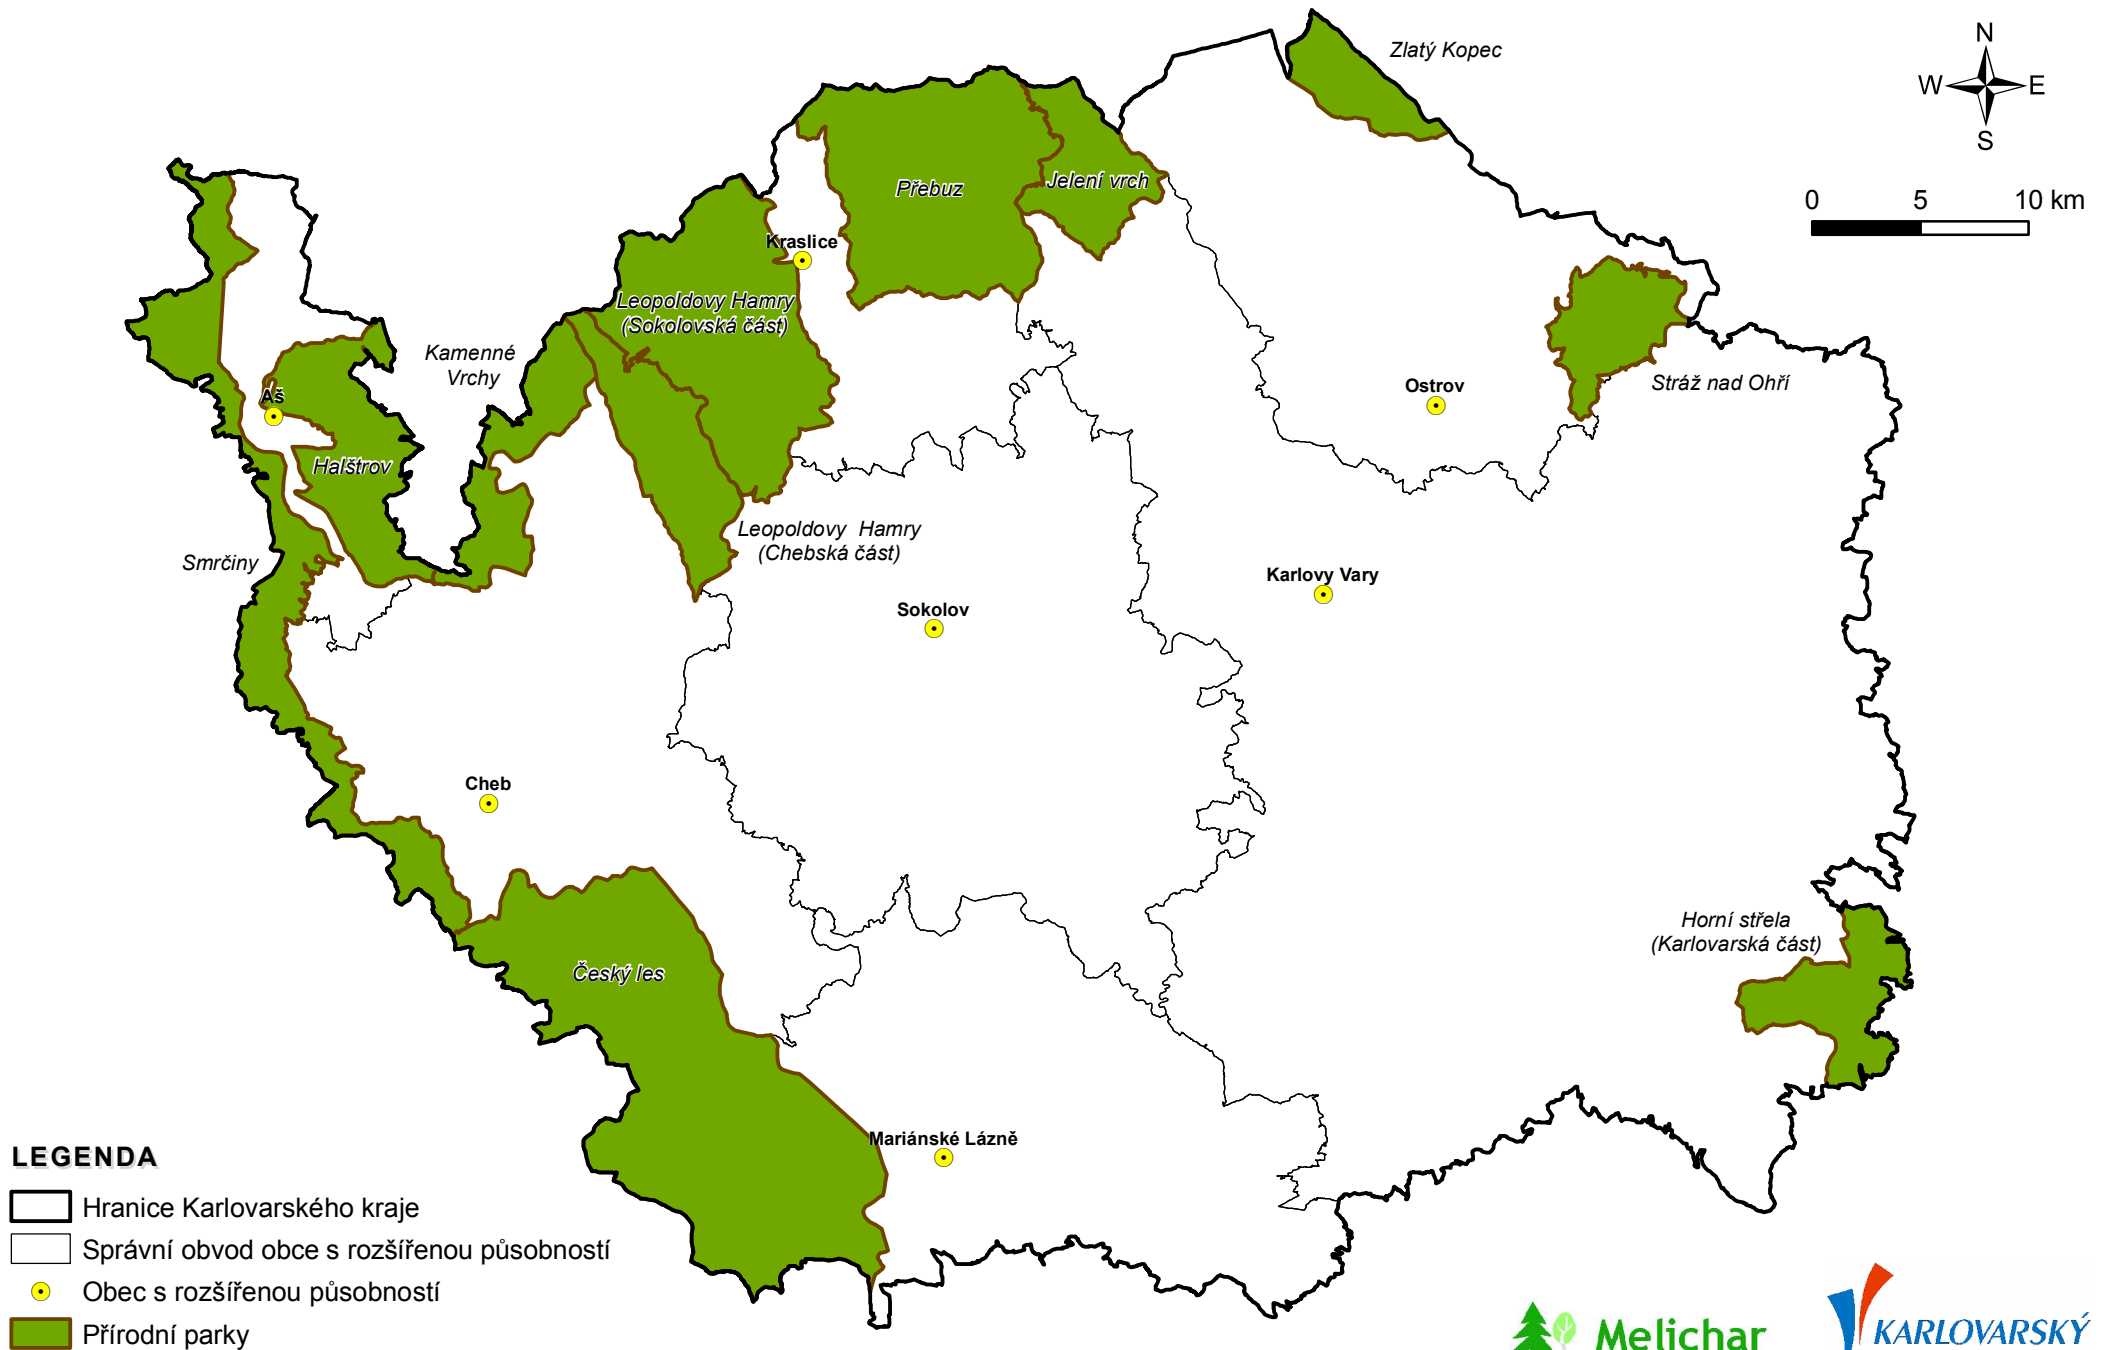 Zlatý Kopec
N
W
E
S
0
5
10 km
Přebuz
Jelení vrch
Kraslice
Leopoldovy Hamry
(Sokolovská část)
Kamenné
Vrchy
Aš
Ostrov
Stráž nad Ohří
Halštrov
Smrčiny
Leopoldovy Hamry
(Chebská část)
Karlovy Vary
Sokolov
Cheb
Horní střela
(Karlovarská část)
Český les
Mariánské Lázně
LEGENDA
Hranice Karlovarského kraje
Správní obvod obce s rozšířenou působností
Obec s rozšířenou působností
Přírodní parky
Melichar
KARLOVARSKÝ